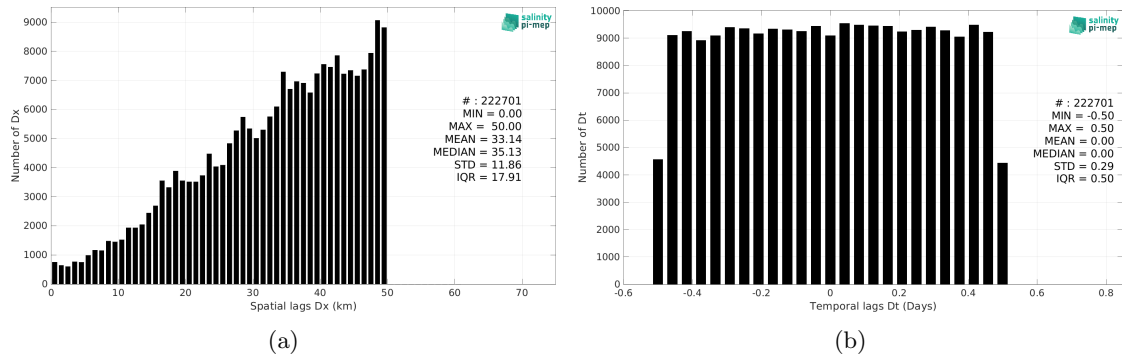 9000
8000
7000
6000
5000
4000
3000
2000
1000
0
Number of Dx
salinity
pi-mep
# : 222701
MIN = 0.00
MAX = 50.00
MEAN = 33.14
MEDIAN = 35.13
STD = 11.86
IQR = 17.91
0 10 20 30 40 50 60 70
Spatial lags Dx (km)
(a)
10000
9000
8000
7000
6000
5000
4000
3000
2000
1000
0
Number of Dt
salinity
pi-mep
# : 222701
MIN = -0.50
MAX = 0.50
MEAN = 0.00
MEDIAN = 0.00
STD = 0.29
IQR = 0.50
-0.6 -0.4 -0.2 0 0.2 0.4 0.6 0.8
Temporal lags Dt (Days)
(b)